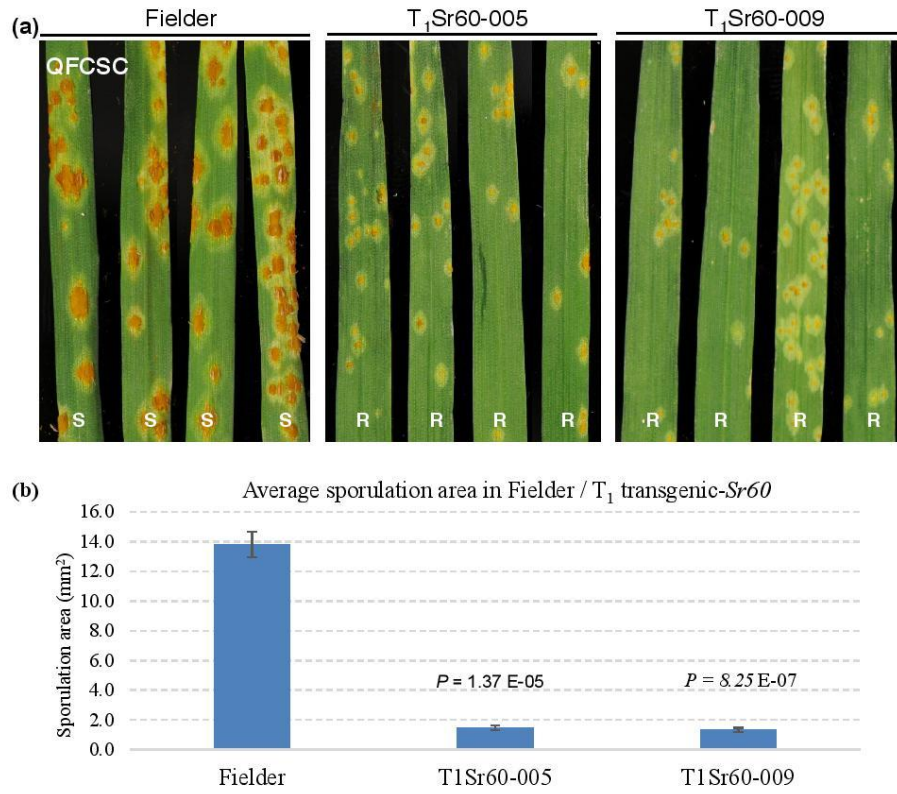 (a) Fielder T₁Sr60-005 T₁Sr60-009
QFCSC
S S S S R R R R R R R R
(b) Average sporulation area in Fielder / T₁ transgenic-Sr60
16.0
14.0
12.0
10.0
8.0
6.0
4.0
2.0
0.0
Sporulation area (mm²)
P = 1.37 E-05 P = 8.25 E-07
Fielder T1Sr60-005 T1Sr60-009